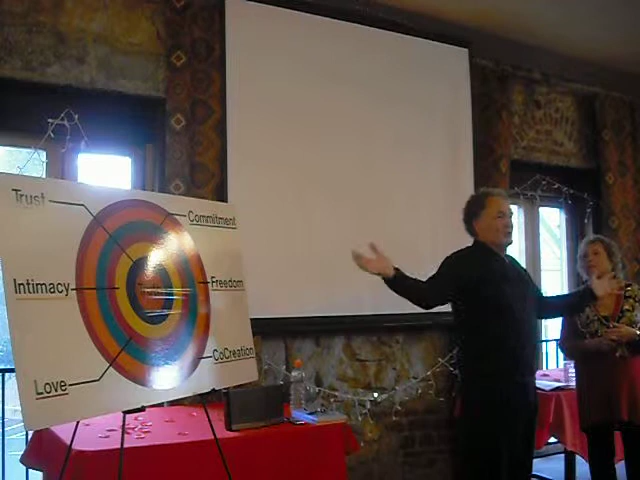 Trust
Commitment
Intimacy
Freedom
CoCreation
Love